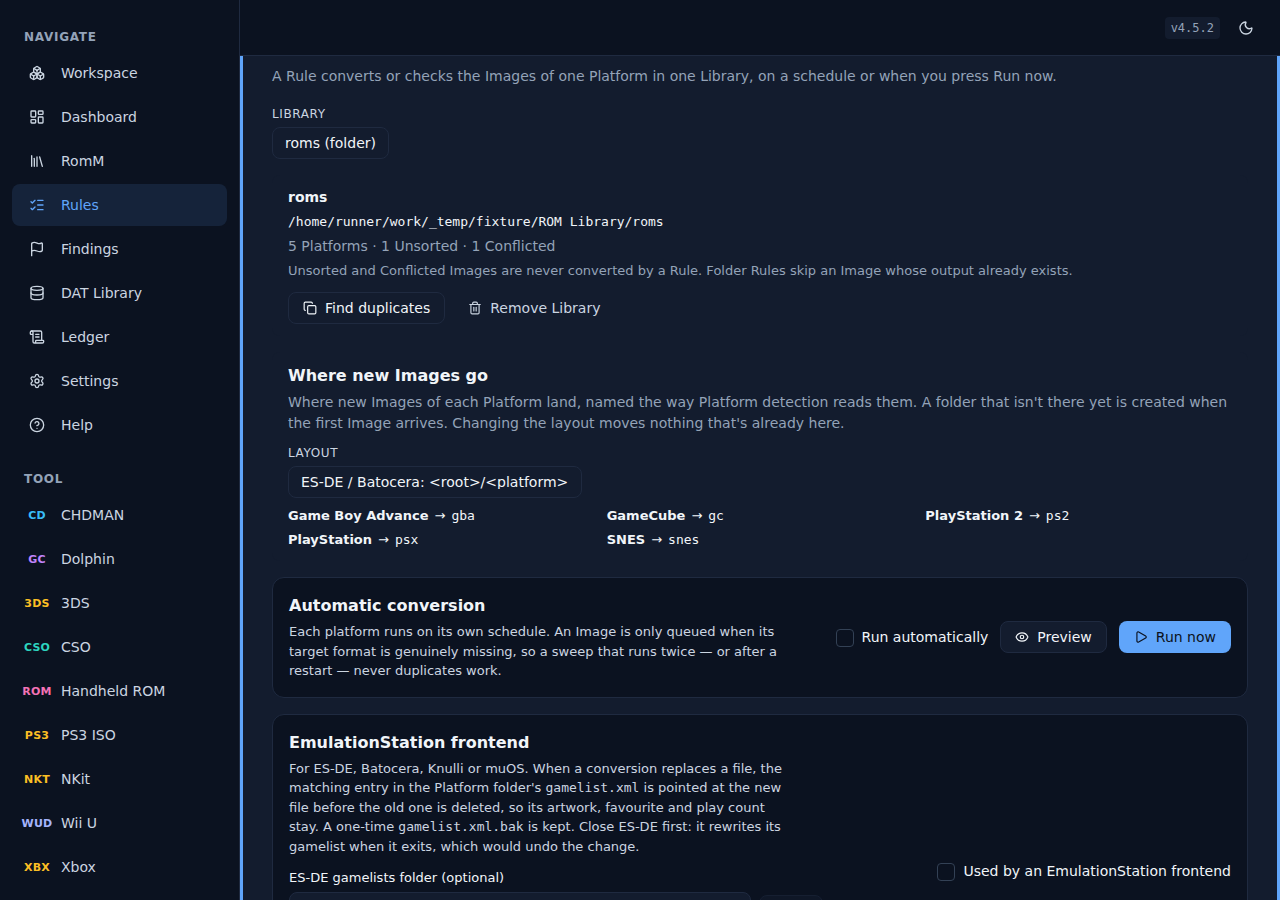 NAVIGATE
Workspace
Dashboard
RomM
Rules
Findings
DAT Library
Ledger
Settings
Help
TOOL
CD CHDMAN
GC Dolphin
3DS 3DS
CSO CSO
ROM Handheld ROM
PS3 PS3 ISO
NKT NKit
WUD Wii U
XBX Xbox
v4.5.2
A Rule converts or checks the Images of one Platform in one Library, on a schedule or when you press Run now.
LIBRARY
roms (folder)
roms
/home/runner/work/_temp/fixture/ROM Library/roms
5 Platforms · 1 Unsorted · 1 Conflicted
Unsorted and Conflicted Images are never converted by a Rule. Folder Rules skip an Image whose output already exists.
Find duplicates Remove Library
Where new Images go
Where new Images of each Platform land, named the way Platform detection reads them. A folder that isn't there yet is created when
the first Image arrives. Changing the layout moves nothing that's already here.
LAYOUT
ES-DE / Batocera: <root>/<platform>
Game Boy Advance → gba GameCube → gc PlayStation 2 → ps2
PlayStation → psx SNES → snes
Automatic conversion
Each platform runs on its own schedule. An Image is only queued when its
target format is genuinely missing, so a sweep that runs twice — or after a
restart — never duplicates work.
Run automatically Preview Run now
EmulationStation frontend
For ES-DE, Batocera, Knulli or muOS. When a conversion replaces a file, the
matching entry in the Platform folder's gamelist.xml is pointed at the new
file before the old one is deleted, so its artwork, favourite and play count
stay. A one-time gamelist.xml.bak is kept. Close ES-DE first: it rewrites its
gamelist when it exits, which would undo the change.
Used by an EmulationStation frontend
ES-DE gamelists folder (optional)